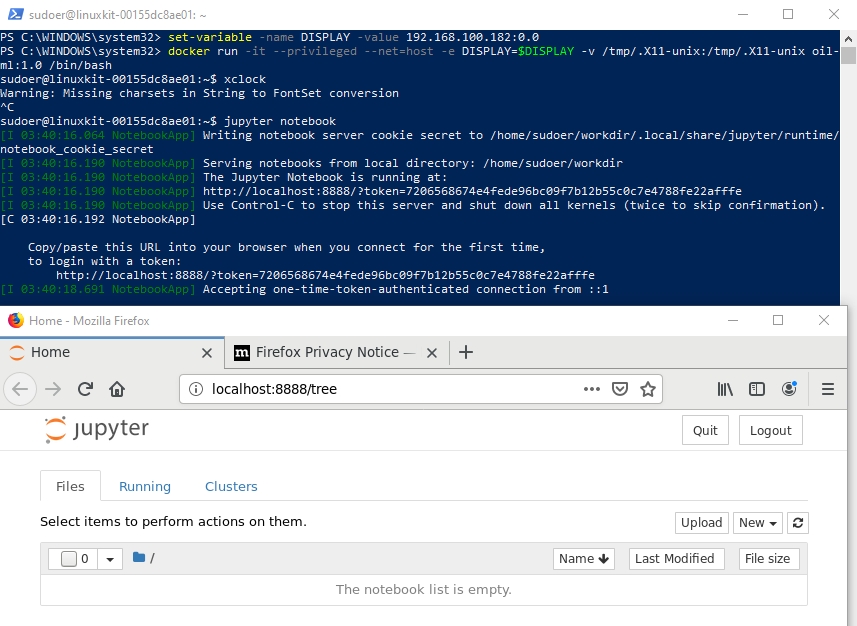 sudoer@linuxkit-00155dc8ae01: ~
PS C:\WINDOWS\system32> set-variable -name DISPLAY -value 192.168.100.182:0.0
PS C:\WINDOWS\system32> docker run -it --privileged --net=host -e DISPLAY=$DISPLAY -v /tmp/.X11-unix:/tmp/.X11-unix oil-
ml:1.0 /bin/bash
sudoer@linuxkit-00155dc8ae01:~$ xclock
Warning: Missing charsets in String to FontSet conversion
^C
sudoer@linuxkit-00155dc8ae01:~$ jupyter notebook
[I 03:40:16.064 NotebookApp] Writing notebook server cookie secret to /home/sudoer/workdir/.local/share/jupyter/runtime/
notebook_cookie_secret
[I 03:40:16.190 NotebookApp] Serving notebooks from local directory: /home/sudoer/workdir
[I 03:40:16.190 NotebookApp] The Jupyter Notebook is running at:
[I 03:40:16.190 NotebookApp] http://localhost:8888/?token=7206568674e4fede96bc09f7b12b55c0c7e4788fe22afffe
[I 03:40:16.190 NotebookApp] Use Control-C to stop this server and shut down all kernels (twice to skip confirmation).
[C 03:40:16.192 NotebookApp]
Copy/paste this URL into your browser when you connect for the first time,
to login with a token:
http://localhost:8888/?token=7206568674e4fede96bc09f7b12b55c0c7e4788fe22afffe
[I 03:40:18.691 NotebookApp] Accepting one-time-token-authenticated connection from ::1
Home - Mozilla Firefox
Home
m Firefox Privacy Notice —
localhost:8888/tree
jupyter
Quit Logout
Files Running Clusters
Select items to perform actions on them.
Upload New
0 / Name Last Modified File size
The notebook list is empty.